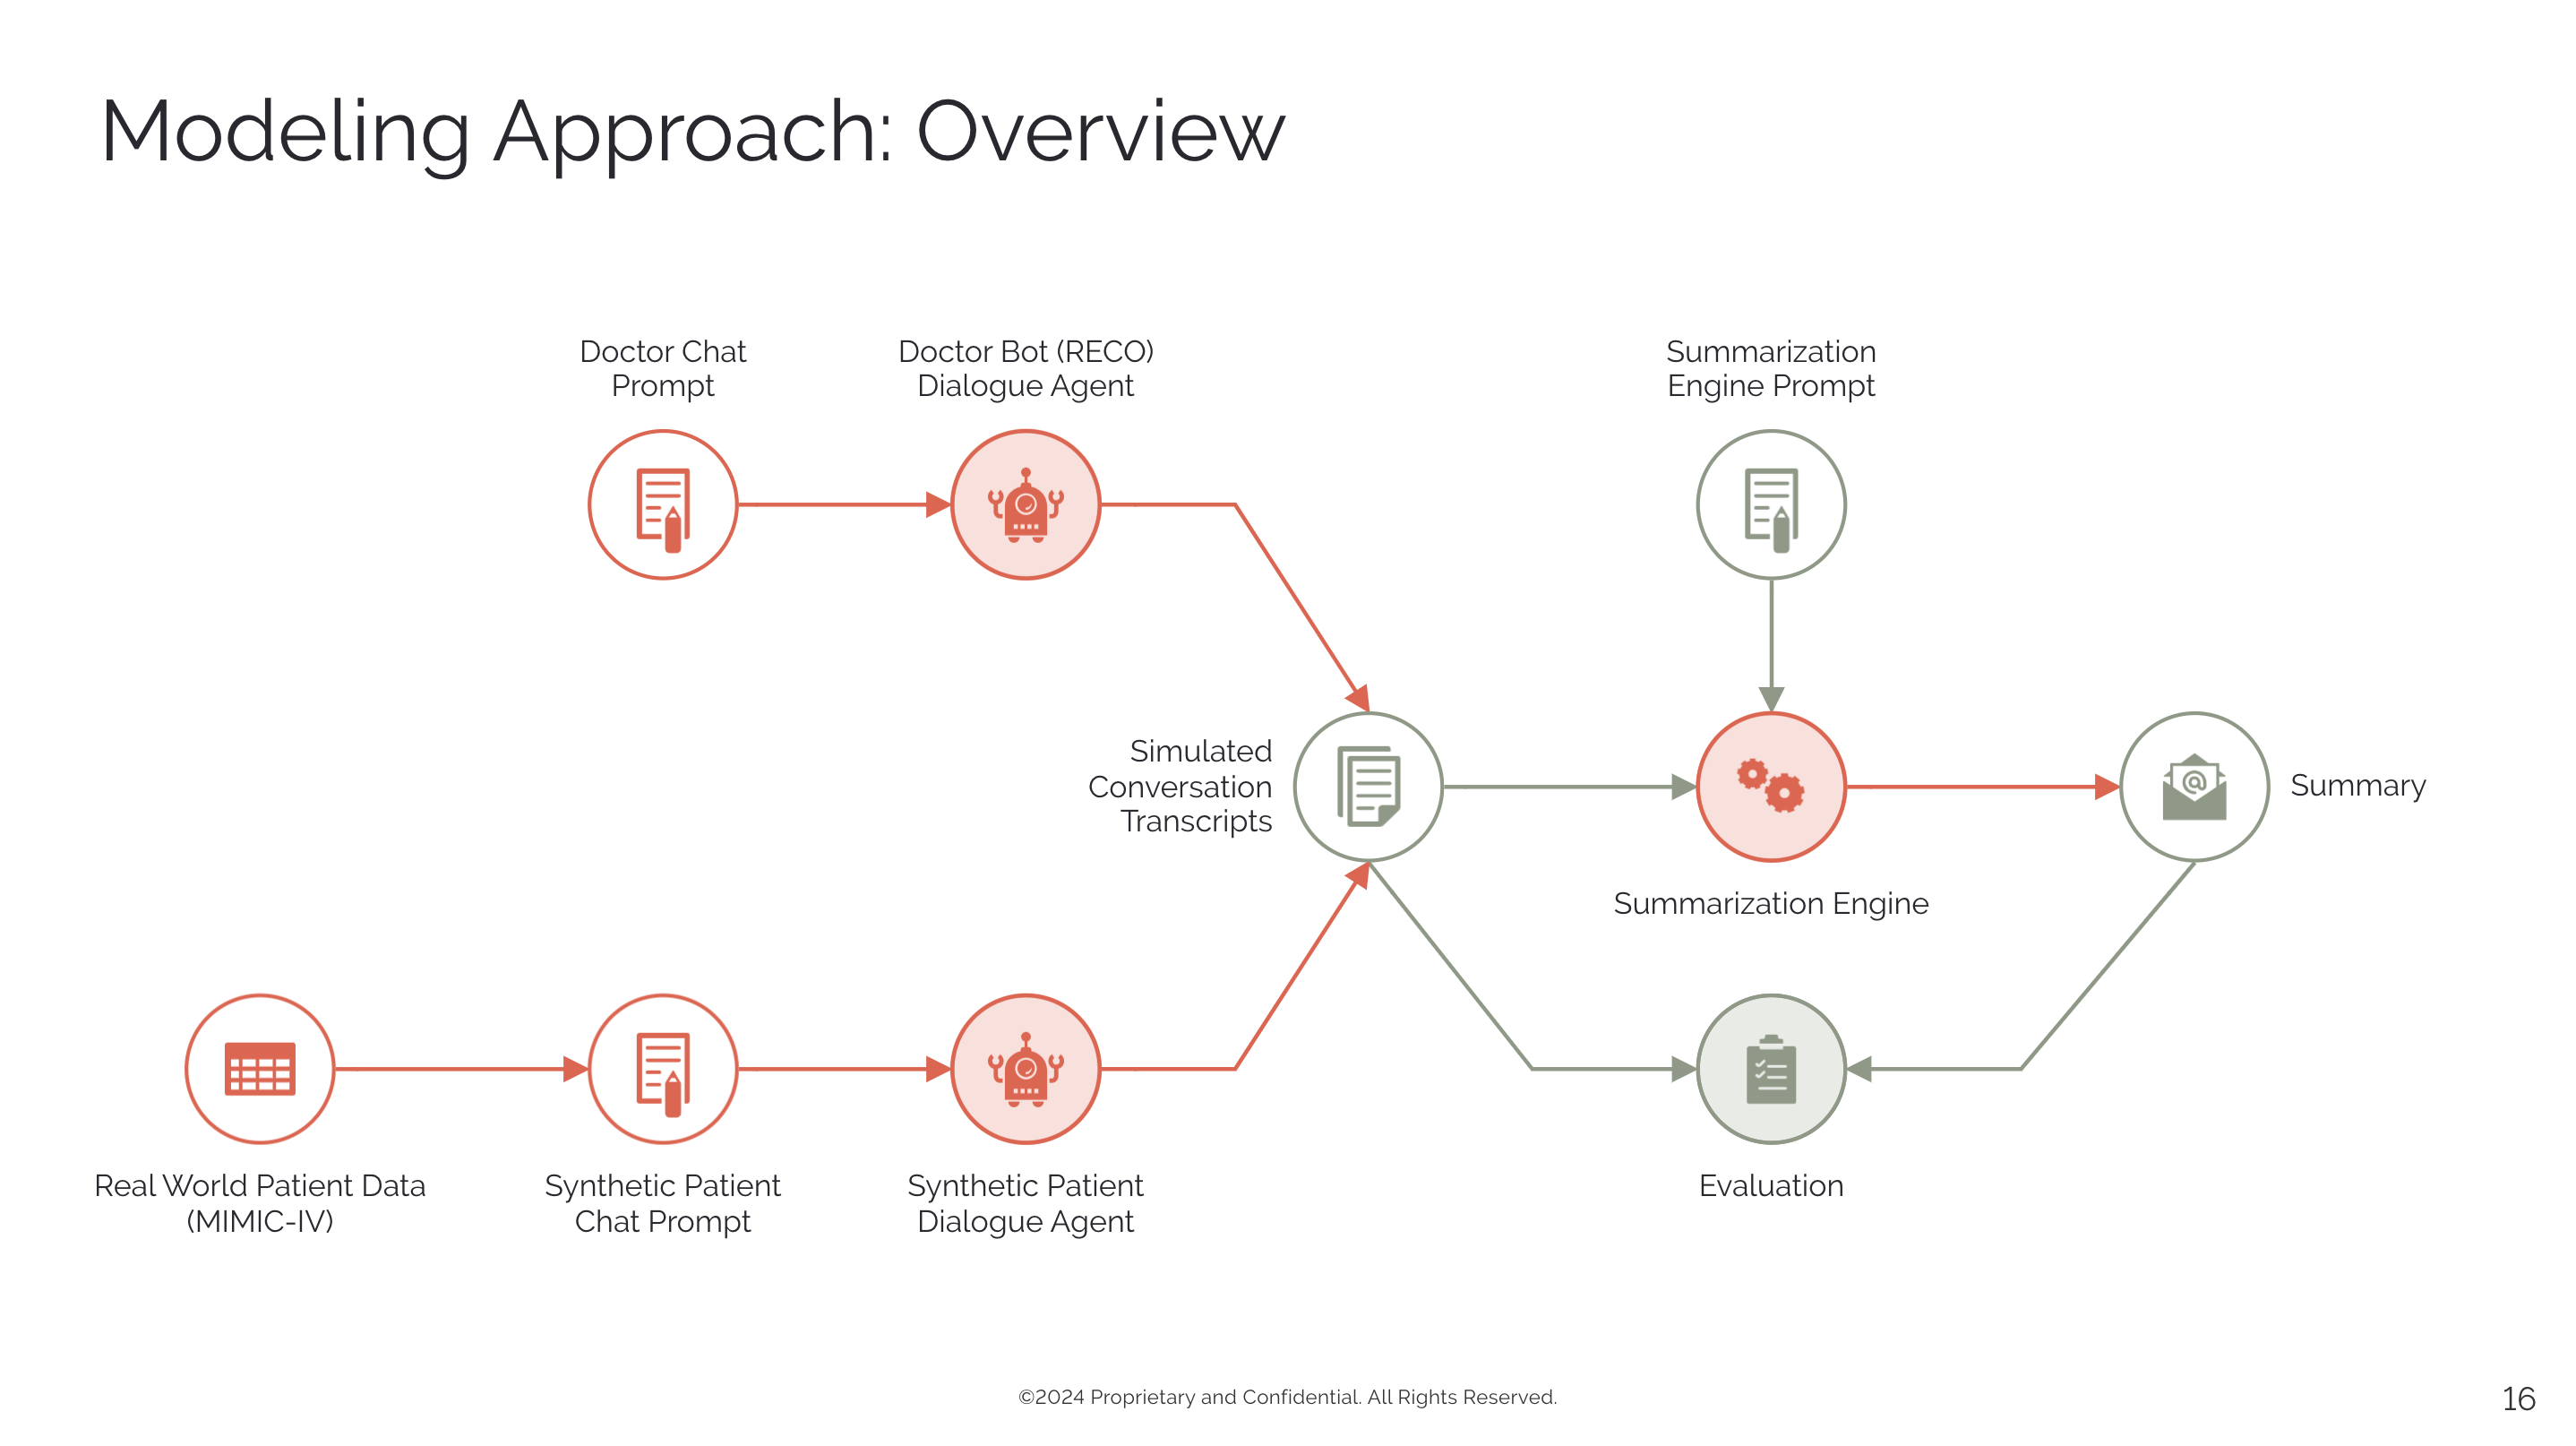 Modeling Approach: Overview
Doctor Chat
Prompt
Doctor Bot (RECO)
Dialogue Agent
Summarization
Engine Prompt
Simulated
Conversation
Transcripts
@
Summary
Summarization Engine
Real World Patient Data
(MIMIC-IV)
Synthetic Patient
Chat Prompt
Synthetic Patient
Dialogue Agent
Evaluation
©2024 Proprietary and Confidential. All Rights Reserved.
16